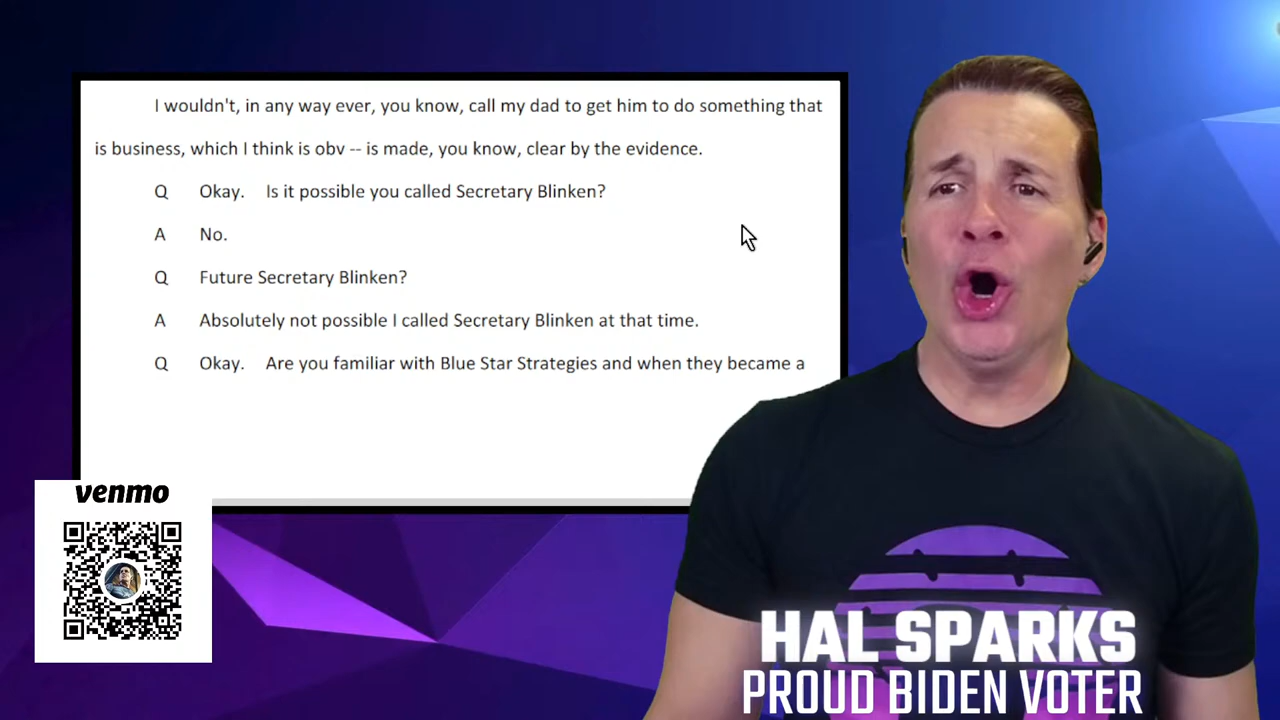 I wouldn't, in any way ever, you know, call my dad to get him to do something that
is business, which I think is obv -- is made, you know, clear by the evidence.
Q Okay. Is it possible you called Secretary Blinken?
A No.
Q Future Secretary Blinken?
A Absolutely not possible I called Secretary Blinken at that time.
Q Okay. Are you familiar with Blue Star Strategies and when they became a
venmo
HAL SPARKS
PROUD BIDEN VOTER